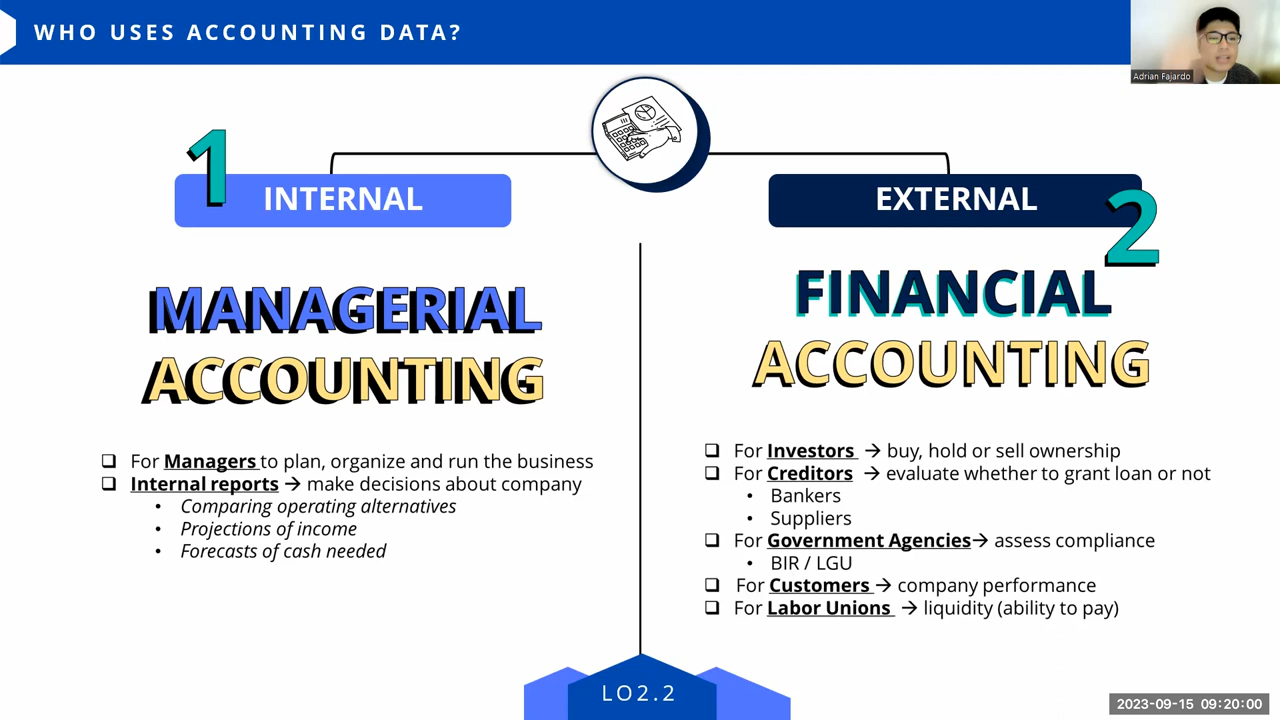 WHO USES ACCOUNTING DATA?
Adrian Fajardo
1
INTERNAL
MANAGERIAL
ACCOUNTING
❑ For Managers to plan, organize and run the business
❑ Internal reports → make decisions about company
• Comparing operating alternatives
• Projections of income
• Forecasts of cash needed
EXTERNAL
2
FINANCIAL
ACCOUNTING
❑ For Investors → buy, hold or sell ownership
❑ For Creditors → evaluate whether to grant loan or not
• Bankers
• Suppliers
❑ For Government Agencies→ assess compliance
• BIR / LGU
❑ For Customers → company performance
❑ For Labor Unions → liquidity (ability to pay)
LO2.2
2023-09-15 09:20:00